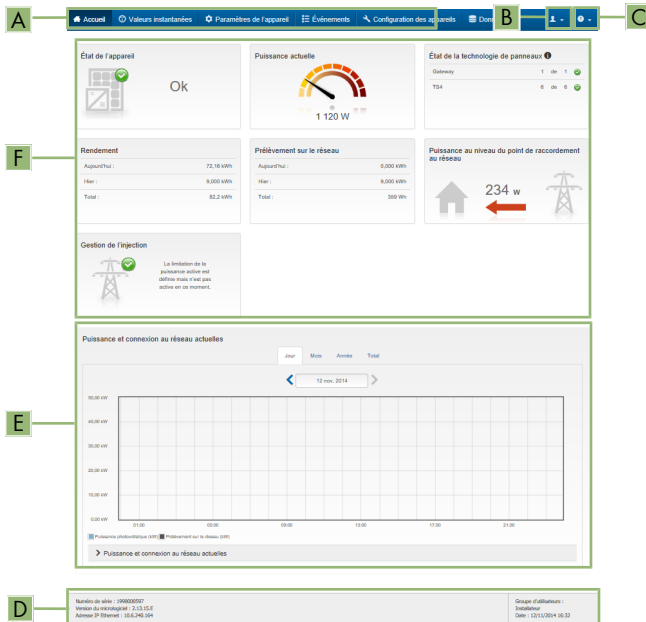 A
Accueil
Valeurs instantanées
Paramètres de l'appareil
Événements
Configuration des appareils
Don
B
C
État de l'appareil
Ok
Puissance actuelle
1 120 W
État de la technologie de panneaux
Gateway 1 de 1
TS4 6 de 6
F
Rendement
Aujourd'hui : 72,16 kWh
Hier : 9,000 kWh
Total : 82,2 kWh
Prélèvement sur le réseau
Aujourd'hui : 0,000 kWh
Hier : 9,000 kWh
Total : 369 Wh
Puissance au niveau du point de raccordement
au réseau
234 W
Gestion de l'injection
La limitation de la
puissance active est
définie mais n'est pas
active en ce moment.
E
Puissance et connexion au réseau actuelles
Jour Mois Année Total
12 nov. 2014
50,00 kW
40,00 kW
30,00 kW
20,00 kW
10,00 kW
0,00 kW
01:00 05:00 09:00 13:00 17:00 21:00
Puissance photovoltaïque (kW) Prélèvement sur le réseau (kW)
Puissance et connexion au réseau actuelles
D
Numéro de série : 1998000597
Version du micrologiciel : 2.13.15.E
Adresse IP Ethernet : 10.6.240.164
Groupe d'utilisateurs :
Installateur
Date : 12/11/2014 16:32